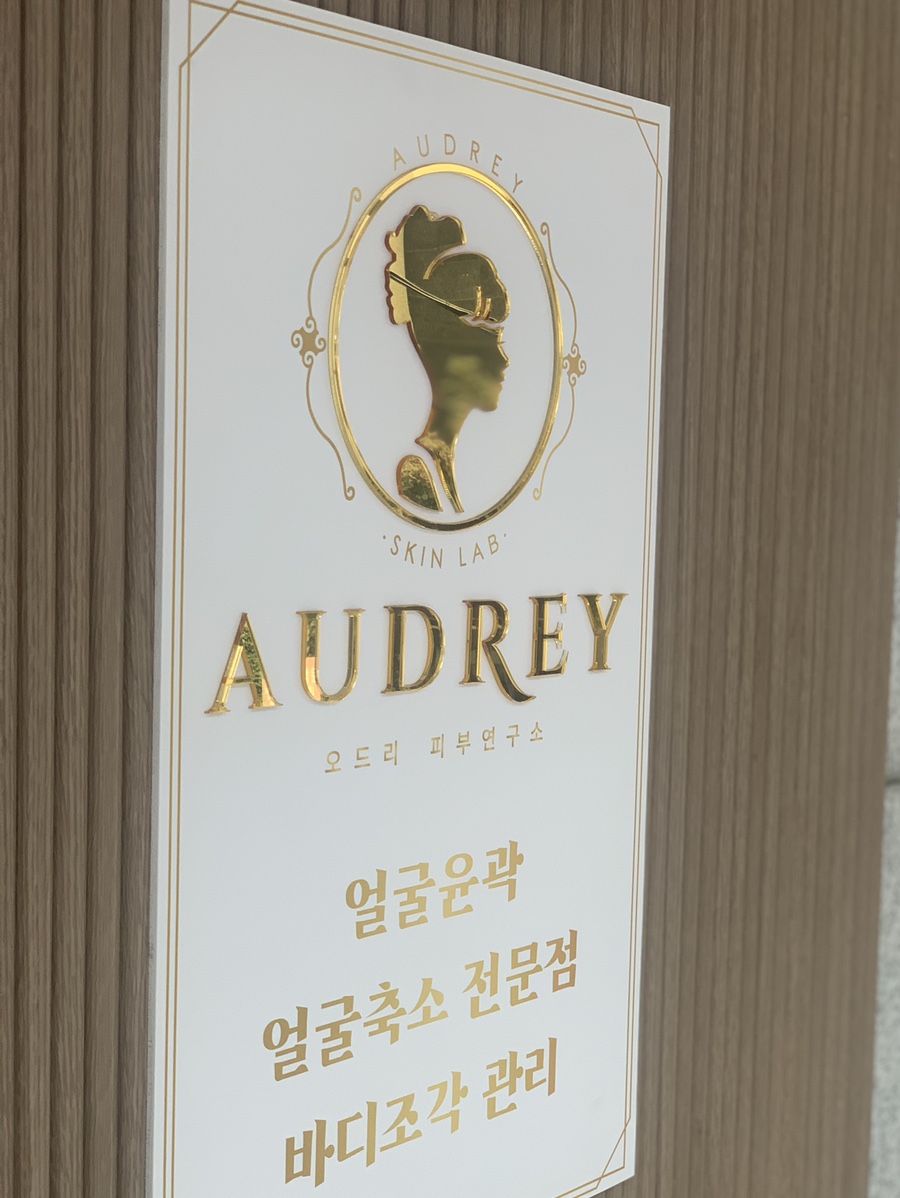 AUDREY
·SKIN LAB·
AUDREY
오드리 피부연구소
얼굴윤곽
얼굴축소 전문점
바디조각 관리